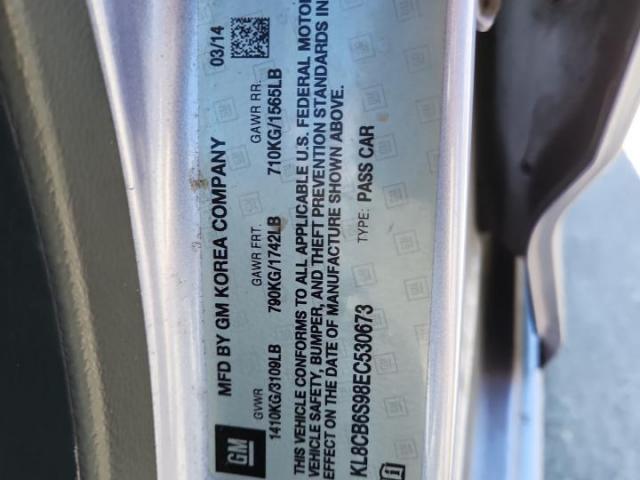 GM
MFD BY GM KOREA COMPANY 03/14
GVWR GAWR FRT. GAWR RR.
1410KG/3109LB 790KG/1742LB 710KG/1565LB
THIS VEHICLE CONFORMS TO ALL APPLICABLE U.S. FEDERAL MOTOR
VEHICLE SAFETY, BUMPER, AND THEFT PREVENTION STANDARDS IN
EFFECT ON THE DATE OF MANUFACTURE SHOWN ABOVE.
KL8CB6S98EC530673 TYPE: PASS CAR